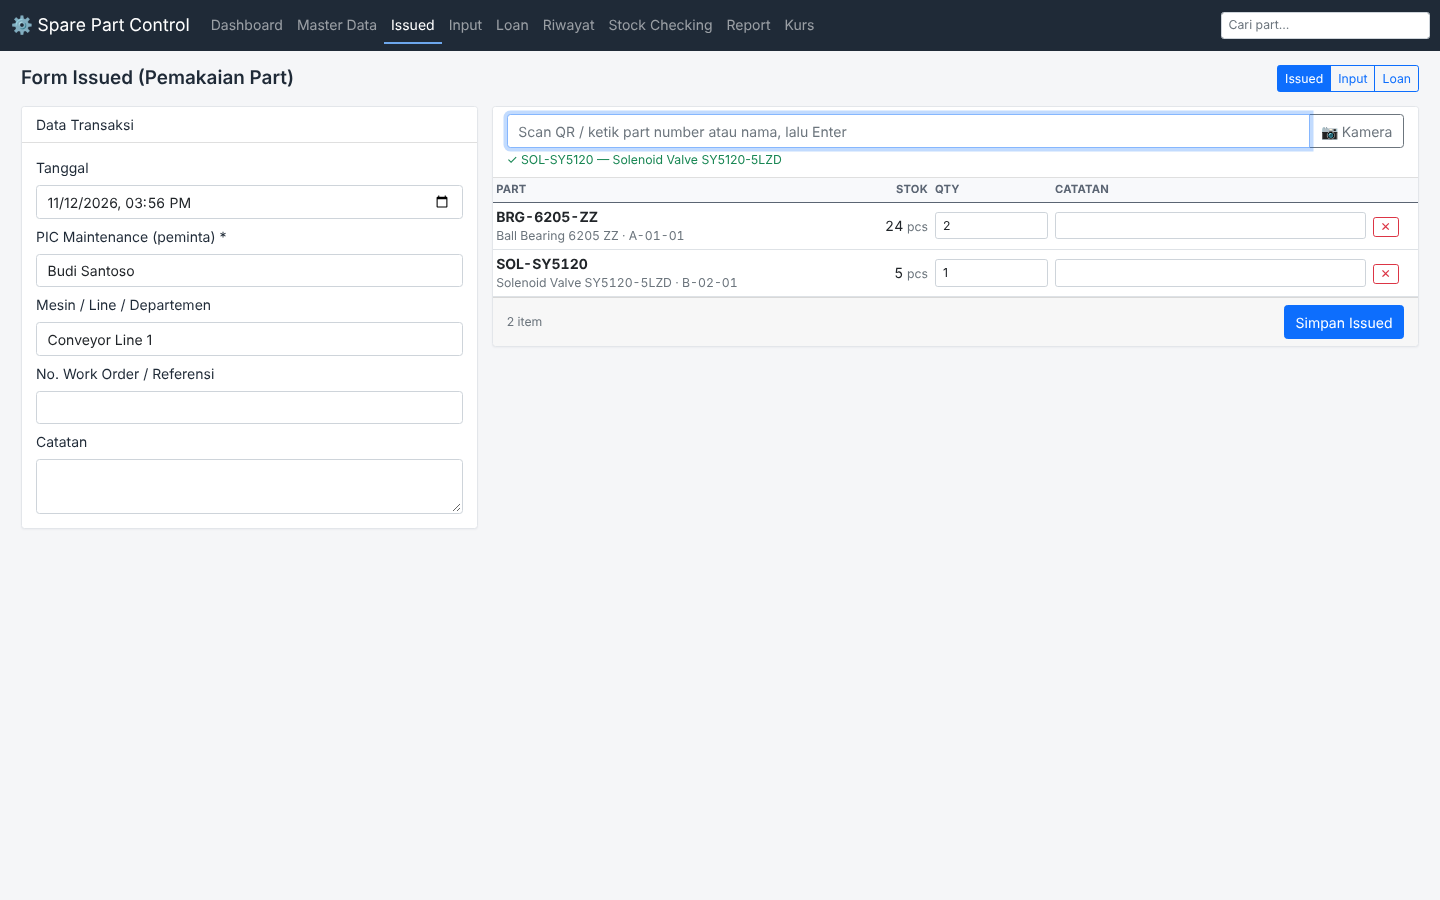 ⚙️ Spare Part Control Dashboard Master Data Issued Input Loan Riwayat Stock Checking Report Kurs Cari part...
Form Issued (Pemakaian Part)
Issued Input Loan
Data Transaksi
Tanggal
11/12/2026, 03:56 PM
PIC Maintenance (peminta) *
Budi Santoso
Mesin / Line / Departemen
Conveyor Line 1
No. Work Order / Referensi
Catatan
Scan QR / ketik part number atau nama, lalu Enter 📷 Kamera
✓ SOL-SY5120 — Solenoid Valve SY5120-5LZD
PART STOK QTY CATATAN
BRG-6205-ZZ
Ball Bearing 6205 ZZ · A-01-01
24 pcs 2 ✕
SOL-SY5120
Solenoid Valve SY5120-5LZD · B-02-01
5 pcs 1 ✕
2 item Simpan Issued